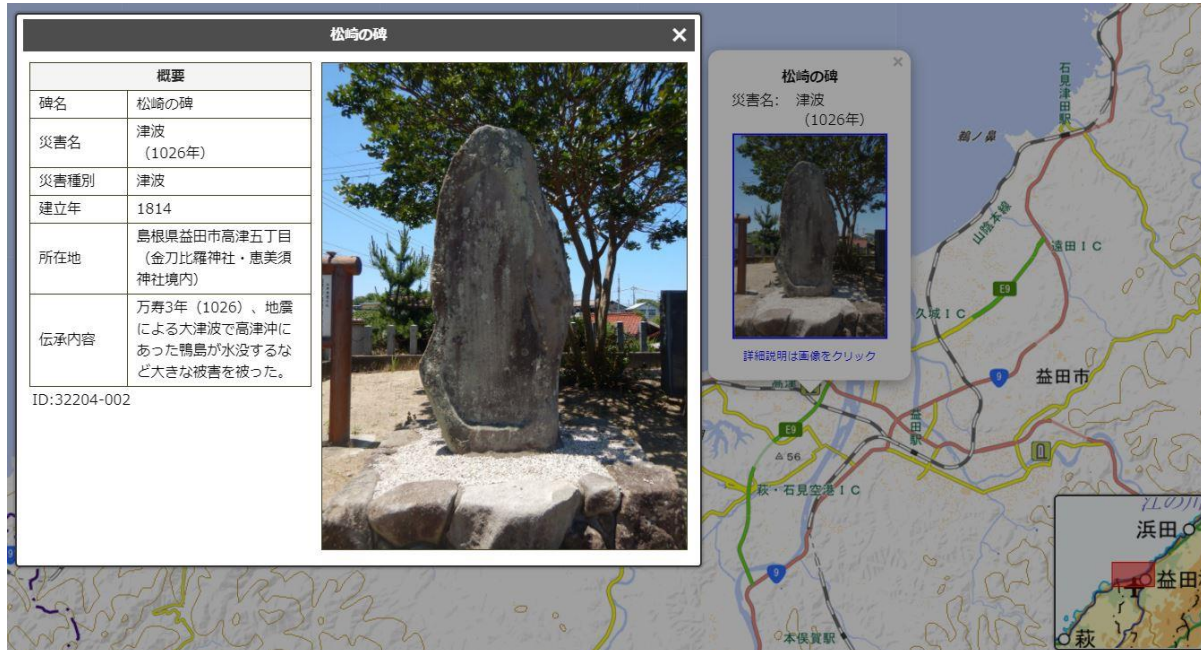 松崎の碑
×
概要
碑名
松崎の碑
災害名
津波
（1026年）
災害種別
津波
建立年
1814
所在地
島根県益田市高津五丁目
（金刀比羅神社・恵美須
神社境内）
伝承内容
万寿3年（1026）、地震
による大津波で高津沖に
あった鴨島が水没するな
ど大きな被害を被った。
ID:32204-002
×
松崎の碑
災害名： 津波
（1026年）
詳細説明は画像をクリック
石見津田駅
鵜ノ鼻
山陰本線
遠田IC
E9
久城IC
9
益田市
益田駅
E9
56
萩・石見空港IC
9
本俣賀駅
9
江の川
浜田
益田
萩